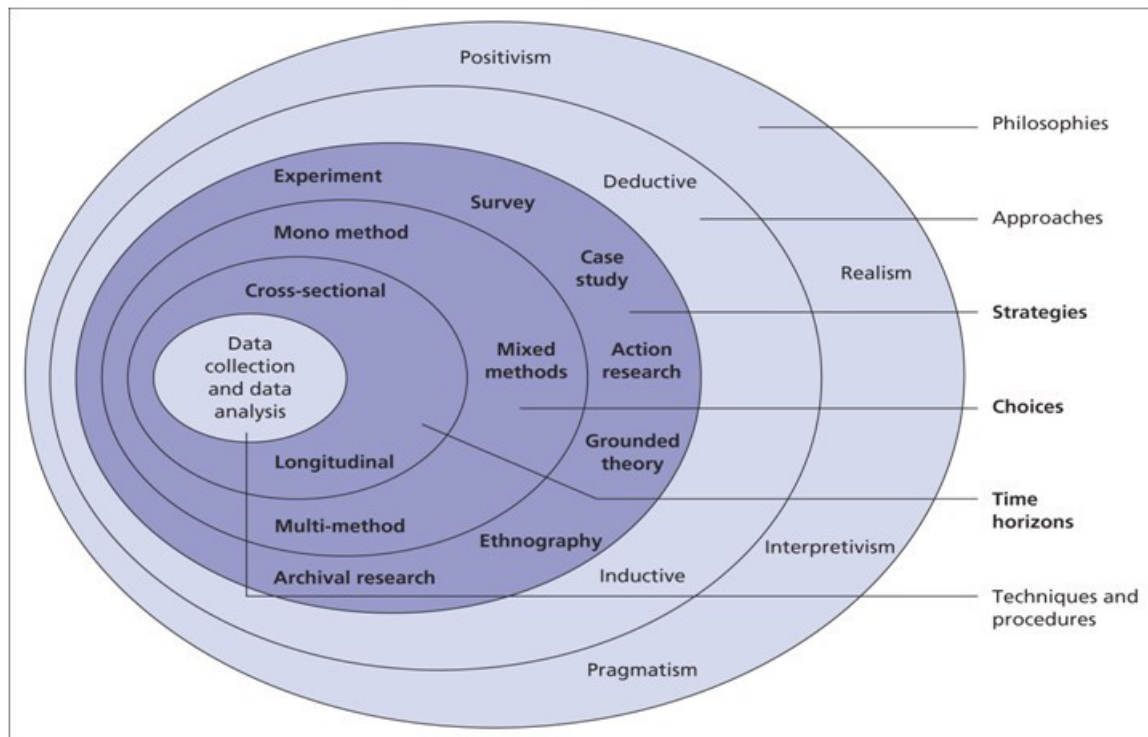 Positivism
Philosophies
Experiment
Deductive
Survey
Approaches
Mono method
Case
study
Realism
Cross-sectional
Strategies
Data
collection
and data
analysis
Mixed
methods
Action
research
Choices
Grounded
theory
Longitudinal
Time
horizons
Multi-method
Ethnography
Interpretivism
Archival research
Inductive
Techniques and
procedures
Pragmatism